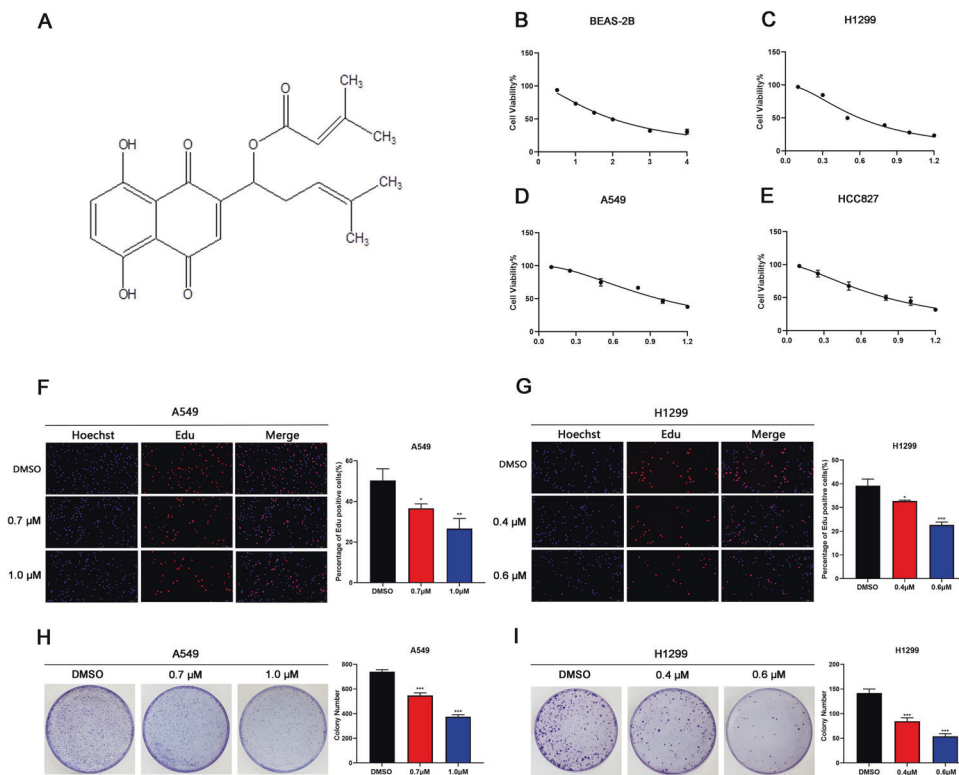 A
CH₃
O
CH₃
OH
O
O
CH₃
CH₃
OH
O
B
BEAS-2B
Cell Viability%
150
100
50
0
0 1 2 3 4
C
H1299
Cell Viability%
150
100
50
0
0.0 0.3 0.6 0.9 1.2
D
A549
Cell Viability%
150
100
50
0
0.0 0.3 0.6 0.9 1.2
E
HCC827
Cell Viability%
150
100
50
0
0.0 0.3 0.6 0.9 1.2
F
A549
Hoechst Edu Merge
DMSO
0.7 μM
1.0 μM
A549
Percentage of Edu positive cells(%)
60
40
20
0
*
**
DMSO 0.7μM 1.0μM
G
H1299
Hoechst Edu Merge
DMSO
0.4 μM
0.6 μM
H1299
Percentage of Edu positive cells(%)
50
40
30
20
10
0
*
***
DMSO 0.4μM 0.6μM
H
A549
DMSO 0.7 μM 1.0 μM
A549
Colony Number
800
600
400
200
0
***
***
DMSO 0.7μM 1.0μM
I
H1299
DMSO 0.4 μM 0.6 μM
H1299
Colony Number
200
150
100
50
0
***
***
DMSO 0.4μM 0.6μM